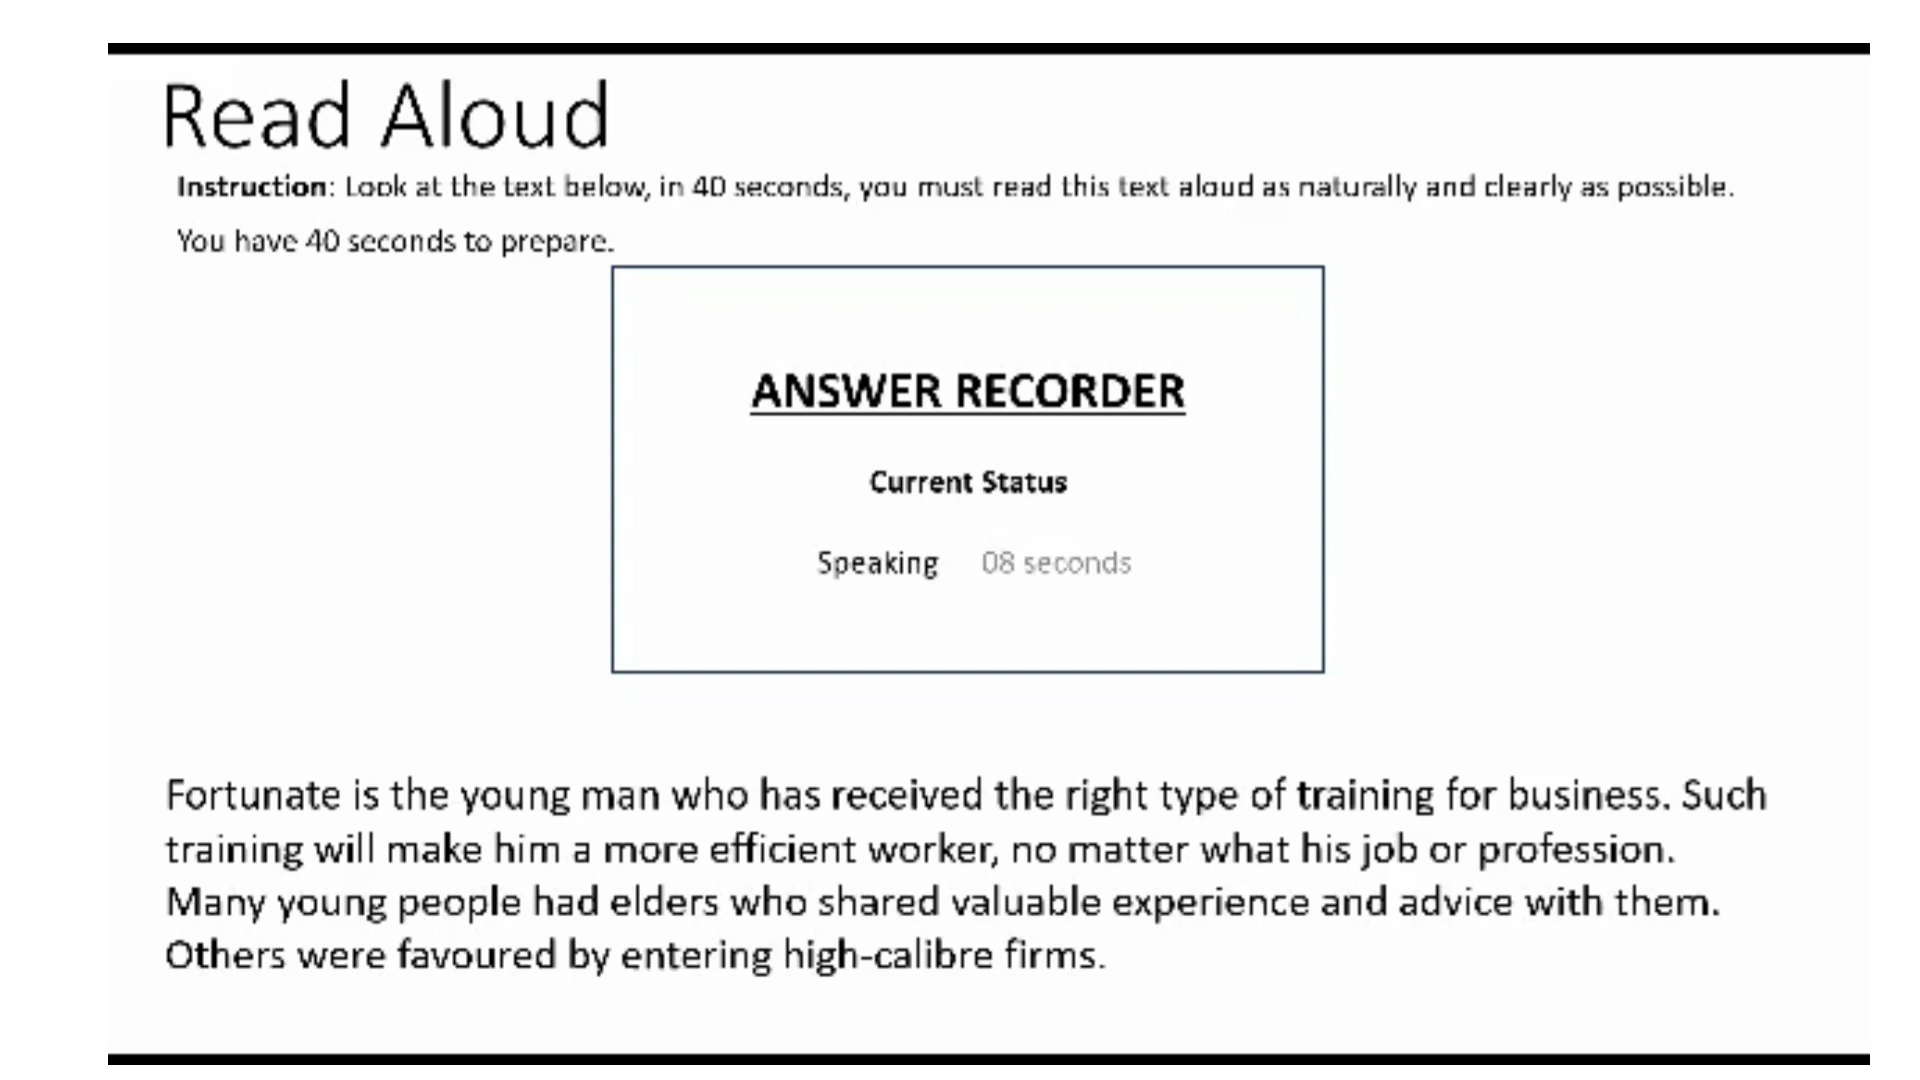 Read Aloud
Instruction: Look at the text below, in 40 seconds, you must read this text aloud as naturally and clearly as possible.
You have 40 seconds to prepare.
ANSWER RECORDER
Current Status
Speaking 08 seconds
Fortunate is the young man who has received the right type of training for business. Such
training will make him a more efficient worker, no matter what his job or profession.
Many young people had elders who shared valuable experience and advice with them.
Others were favoured by entering high-calibre firms.